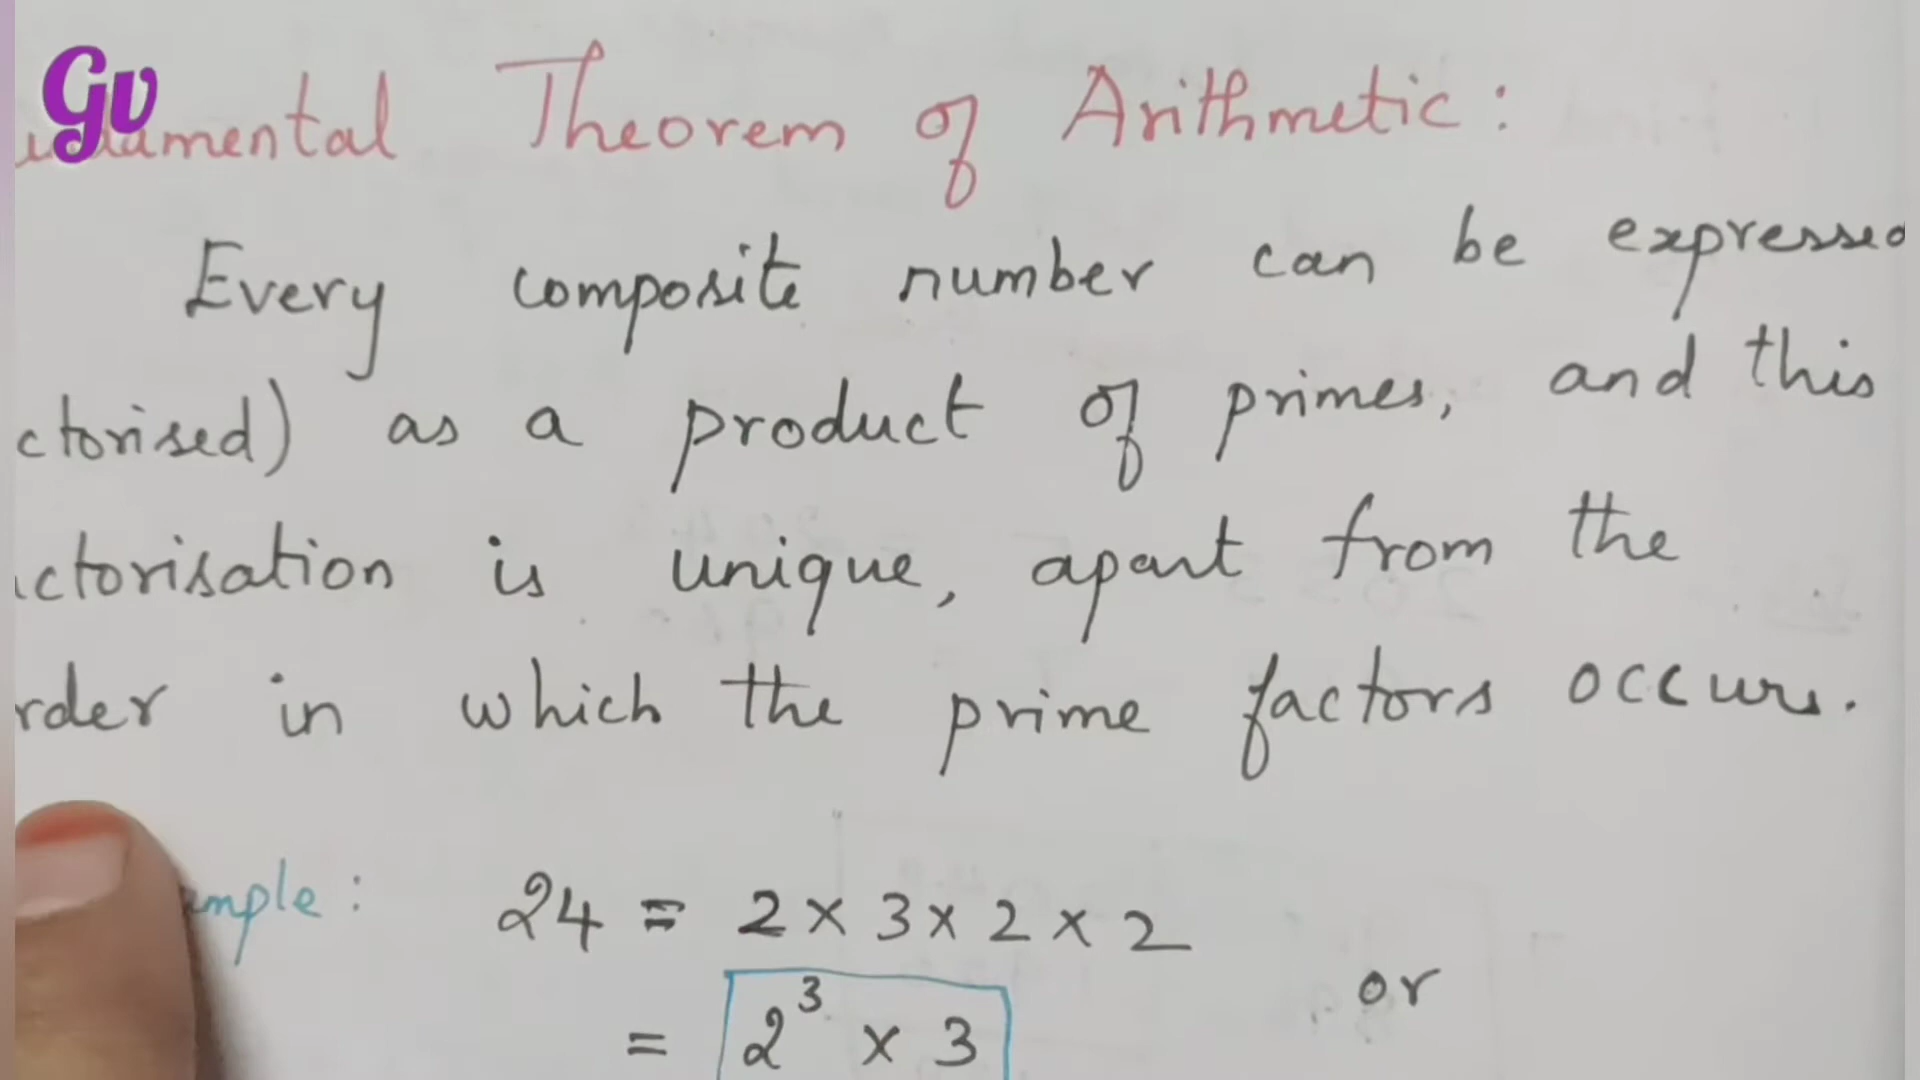 Gv
undamental Theorem of Arithmetic:
Every composite number can be expressed
ctorised) as a product of primes, and this
ctorisation is unique, apart from the
rder in which the prime factors occurs.
mple: 24 = 2 × 3 × 2 × 2
or
= 2³ × 3